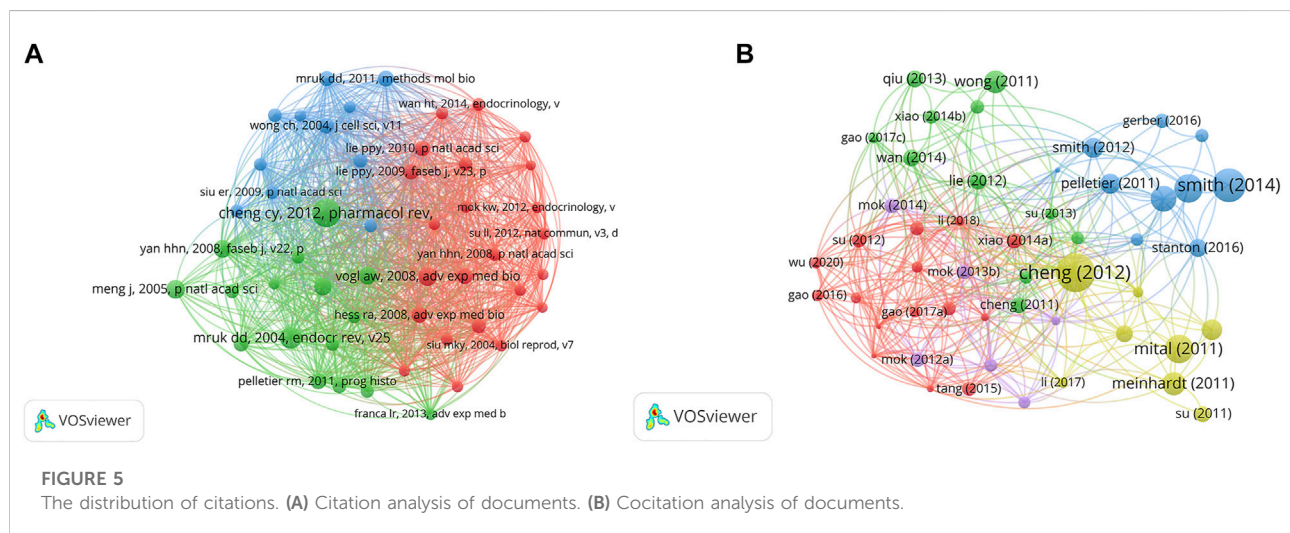 A
mruk dd, 2011, methods mol bio
wan ht, 2014, endocrinology, v
wong ch, 2004, j cell sci, v11
lie ppy, 2010, p natl acad sci
lie ppy, 2009, faseb j, v23, p
siu er, 2009, p natl acad sci
cheng cy, 2012, pharmacol rev,
mok kw, 2012, endocrinology, v
su ll, 2012, nat commun, v3, d
yan hhn, 2008, faseb j, v22, p
yan hhn, 2008, p natl acad sci
vogl aw, 2008, adv exp med bio
meng j, 2005, p natl acad sci
hess ra, 2008, adv exp med bio
mruk dd, 2004, endocr rev, v25
siu mky, 2004, biol reprod, v7
pelletier rm, 2011, prog histo
franca lr, 2013, adv exp med b
VOSviewer
B
qiu (2013)
wong (2011)
xiao (2014b)
gerber (2016)
gao (2017c)
smith (2012)
wan (2014)
lie (2012)
pelletier (2011)
smith (2014)
mok (2014)
li (2018)
su (2013)
su (2012)
xiao (2014a)
stanton (2016)
wu (2020)
mok (2013b)
cheng (2012)
gao (2016)
cheng (2011)
gao (2017a)
mital (2011)
mok (2012a)
li (2017)
meinhardt (2011)
tang (2015)
su (2011)
VOSviewer
FIGURE 5
The distribution of citations. (A) Citation analysis of documents. (B) Cocitation analysis of documents.